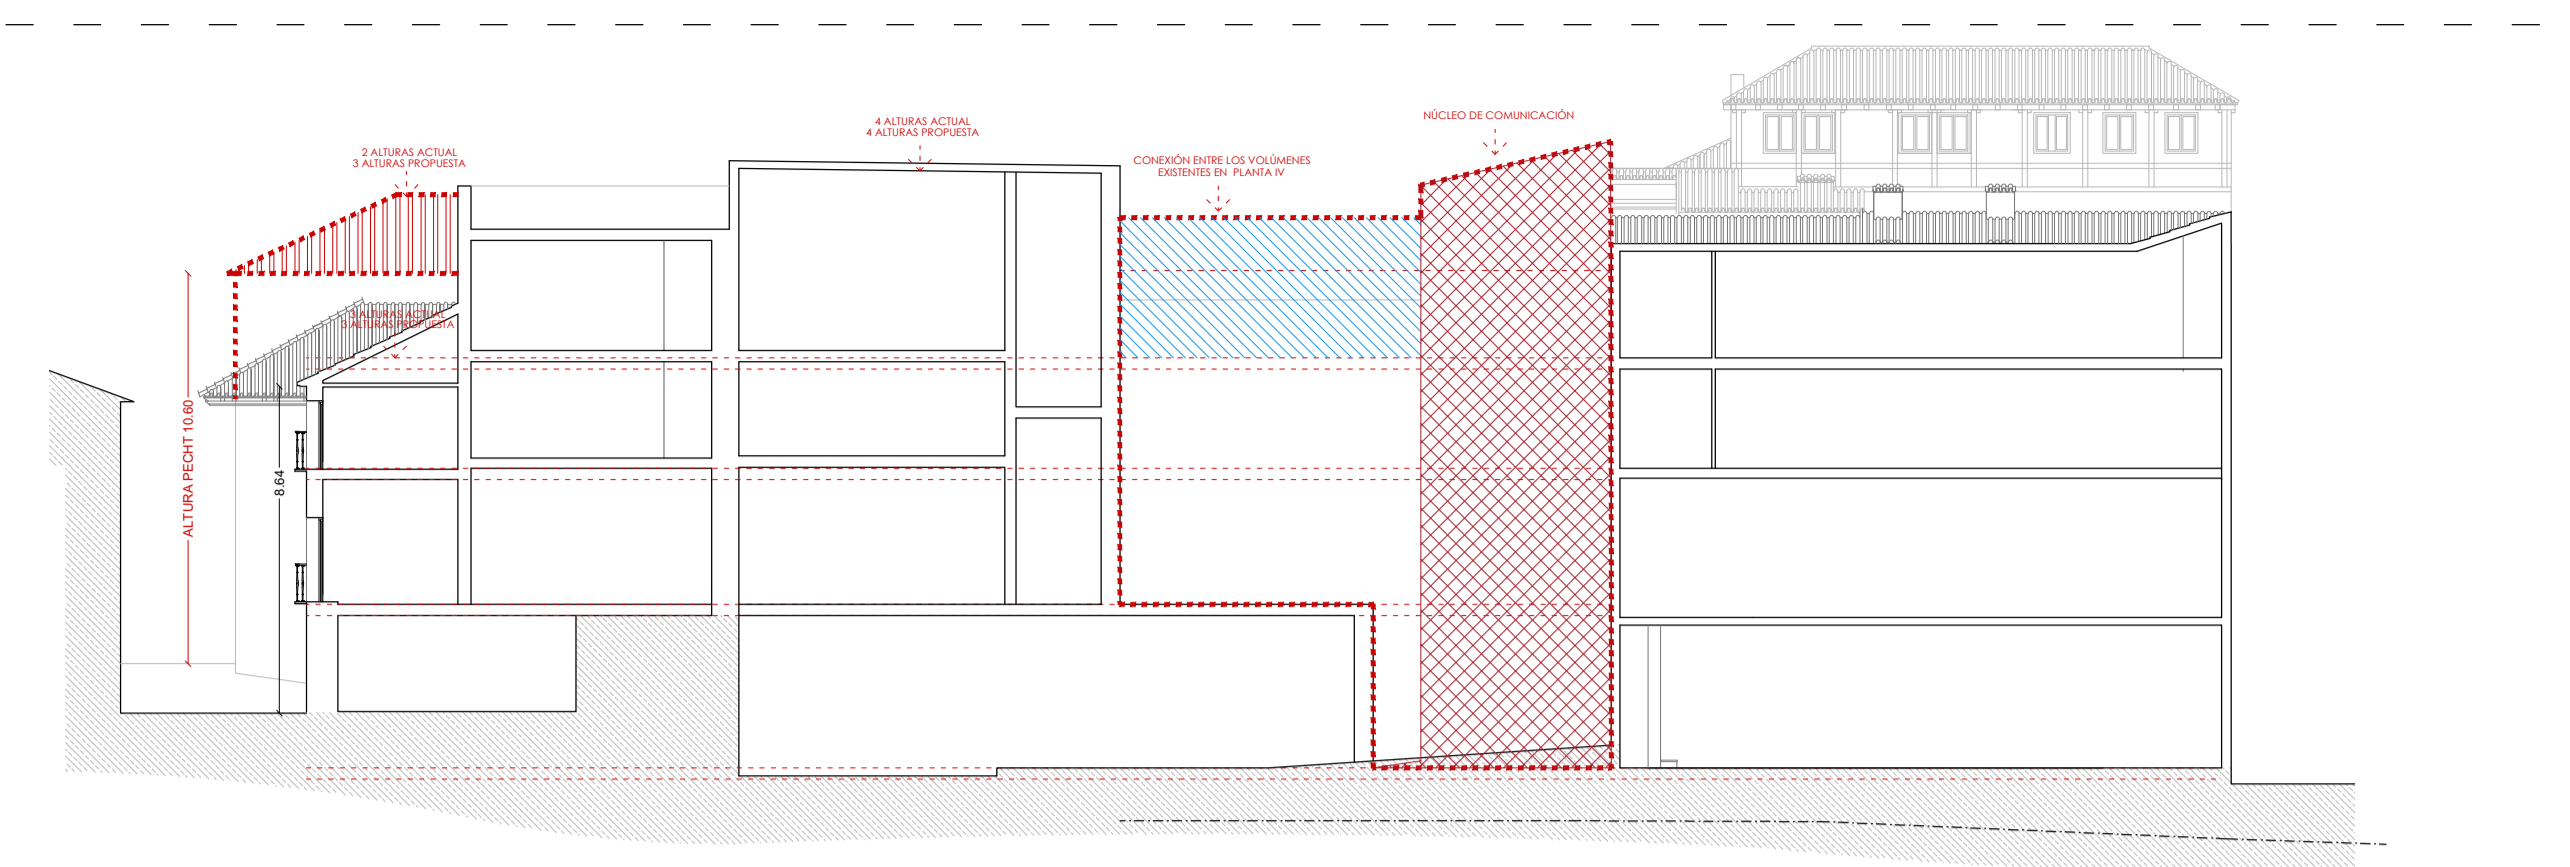 NÚCLEO DE COMUNICACIÓN
4 ALTURAS ACTUAL
4 ALTURAS PROPUESTA
2 ALTURAS ACTUAL
3 ALTURAS PROPUESTA
CONEXIÓN ENTRE LOS VOLÚMENES
EXISTENTES EN PLANTA IV
3 ALTURAS ACTUAL
3 ALTURAS PROPUESTA
ALTURA PECHT 10.60
8.64